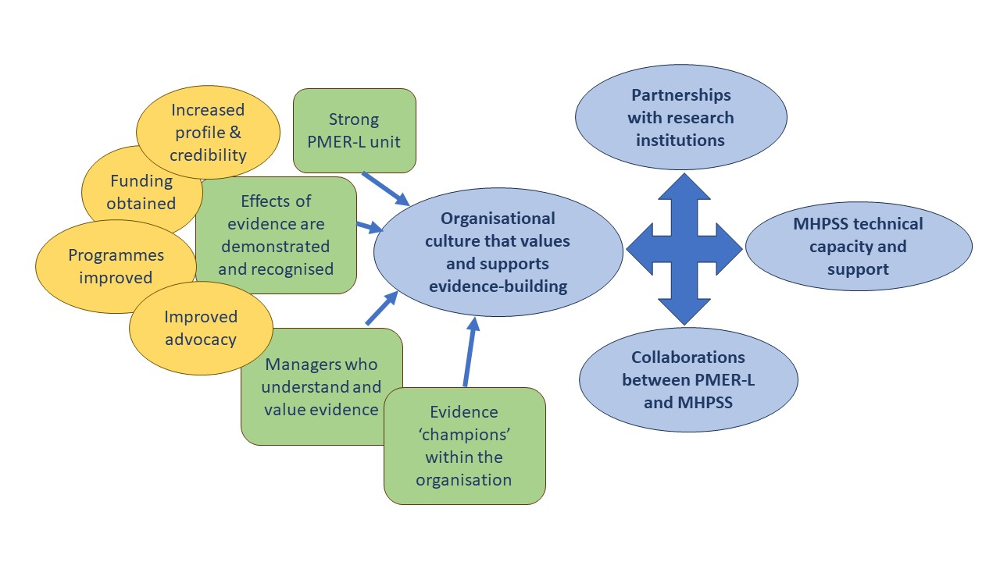 Increased
profile &
credibility
Funding
obtained
Programmes
improved
Improved
advocacy
Strong
PMER-L unit
Effects of
evidence are
demonstrated
and recognised
Managers who
understand and
value evidence
Evidence
‘champions’
within the
organisation
Organisational
culture that values
and supports
evidence-building
Partnerships
with research
institutions
MHPSS technical
capacity and
support
Collaborations
between PMER-L
and MHPSS